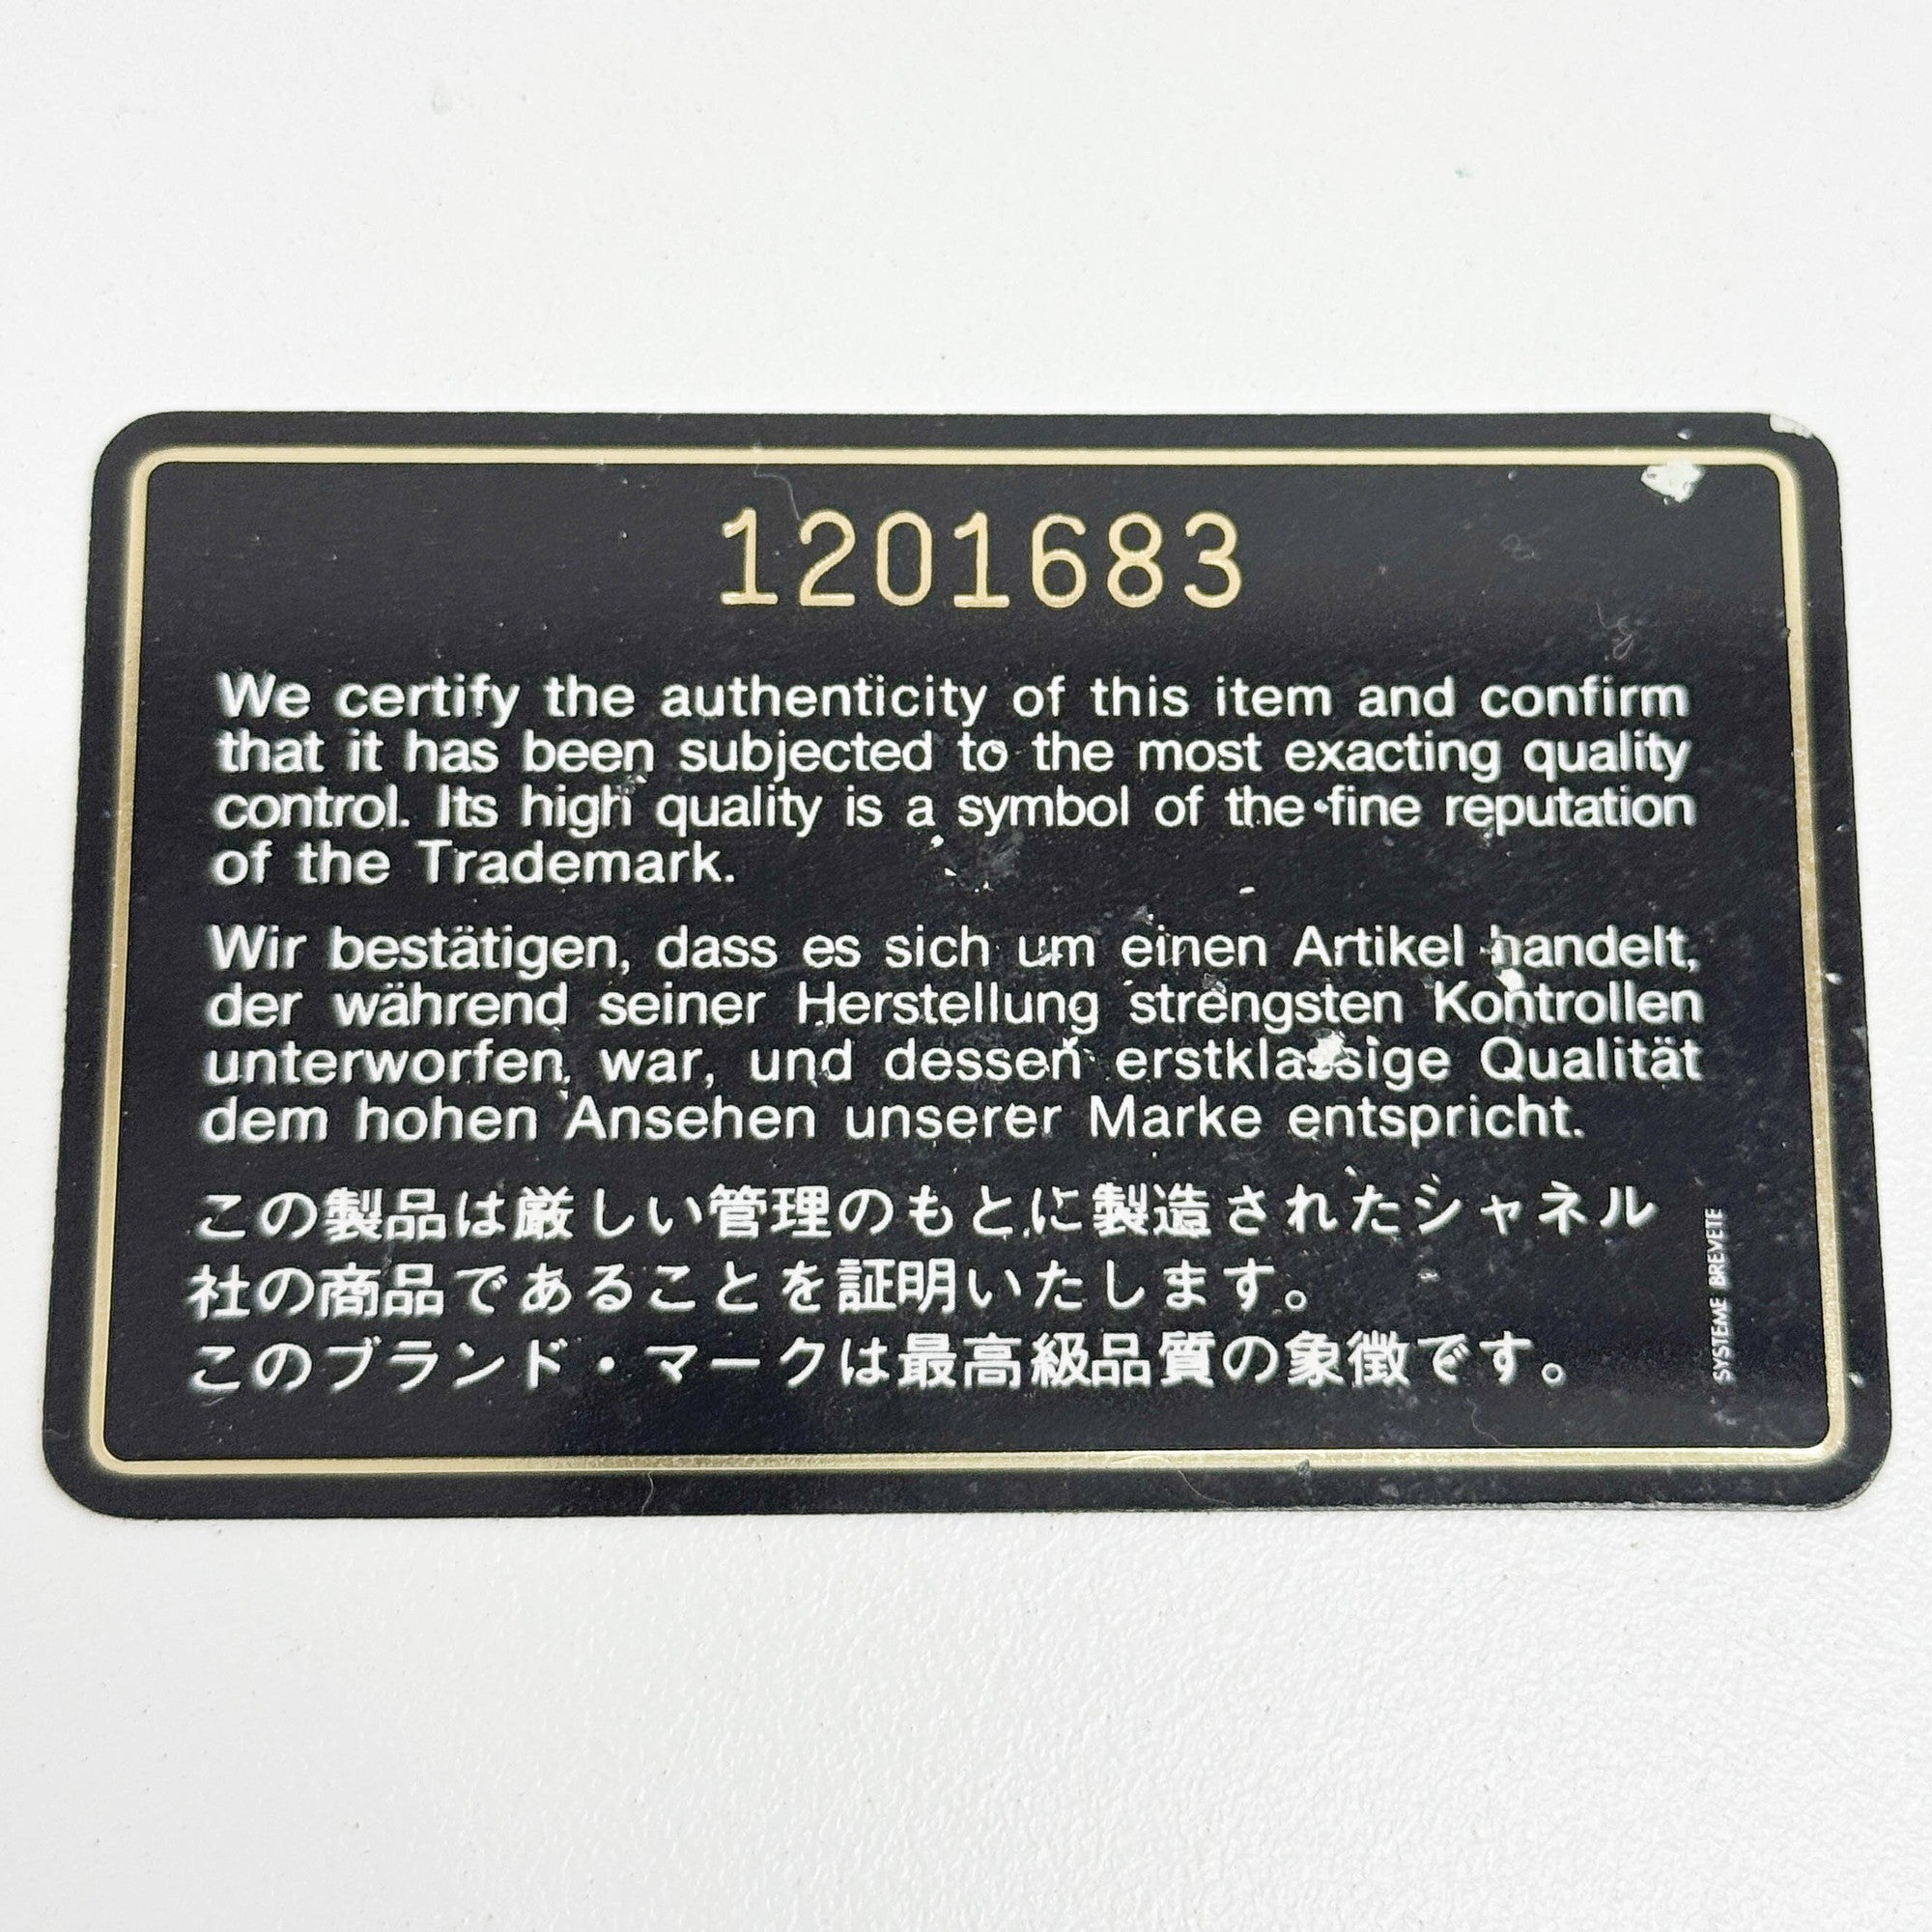 1201683
We certify the authenticity of this item and confirm
that it has been subjected to the most exacting quality
control. Its high quality is a symbol of the fine reputation
of the Trademark.
Wir bestätigen, dass es sich um einen Artikel handelt,
der während seiner Herstellung strengsten Kontrollen
unterworfen war, und dessen erstklassige Qualität
dem hohen Ansehen unserer Marke entspricht.
この製品は厳しい管理のもとに製造されたシャネル
社の商品であることを証明いたします。
このブランド・マークは最高級品質の象徴です。
SYSTEME BREVETE